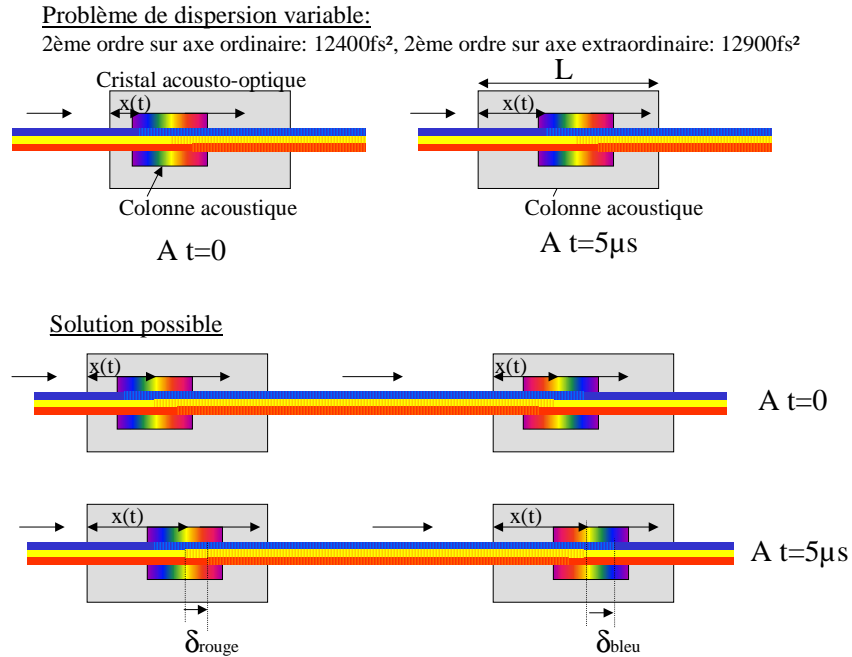 Problème de dispersion variable:
2ème ordre sur axe ordinaire: 12400fs², 2ème ordre sur axe extraordinaire: 12900fs²
Cristal acousto-optique
L
x(t)
x(t)
Colonne acoustique
Colonne acoustique
A t=0
A t=5µs
Solution possible
x(t)
x(t)
A t=0
x(t)
x(t)
A t=5µs
δrouge
δbleu